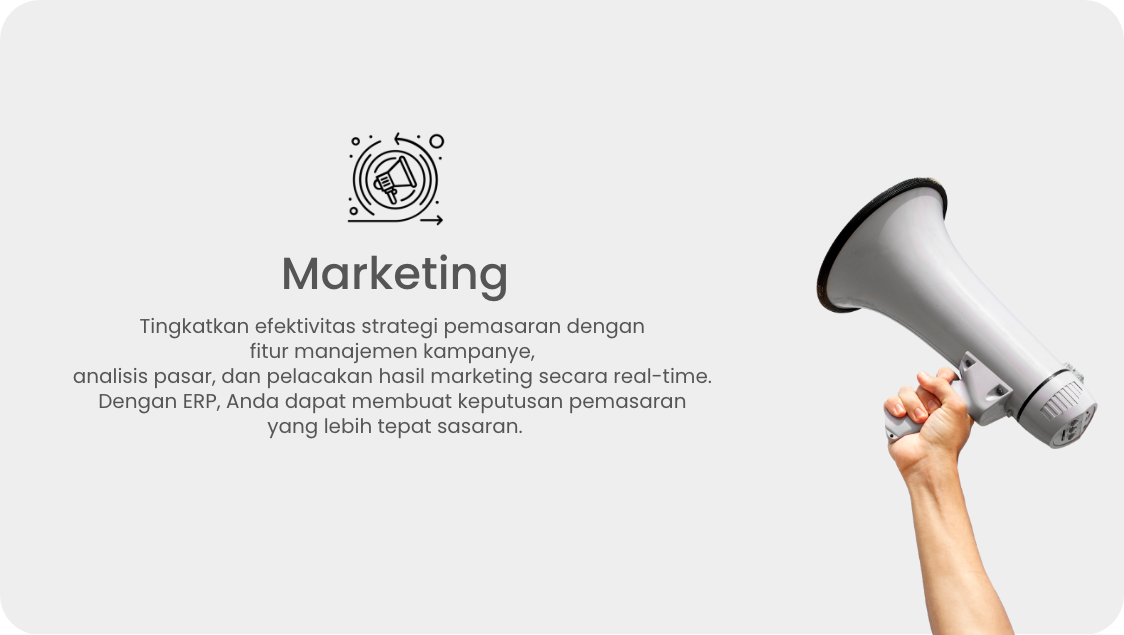 Marketing
Tingkatkan efektivitas strategi pemasaran dengan
fitur manajemen kampanye,
analisis pasar, dan pelacakan hasil marketing secara real-time.
Dengan ERP, Anda dapat membuat keputusan pemasaran
yang lebih tepat sasaran.